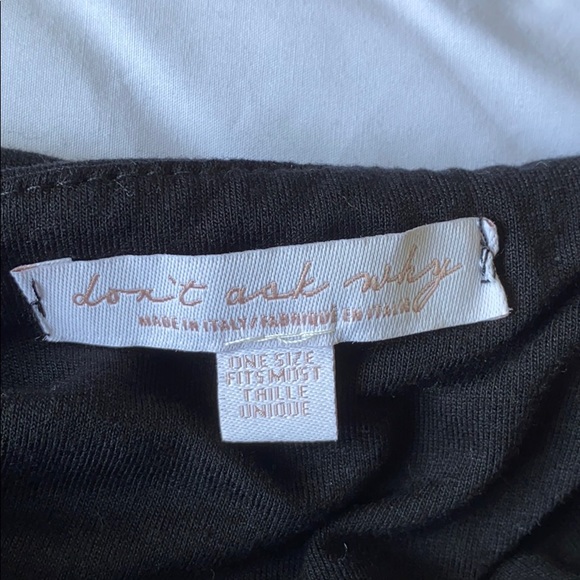 don't ask why
MADE IN ITALY / FABRIQUÉ EN ITALIE
ONE SIZE
FITS MOST
TAILLE
UNIQUE